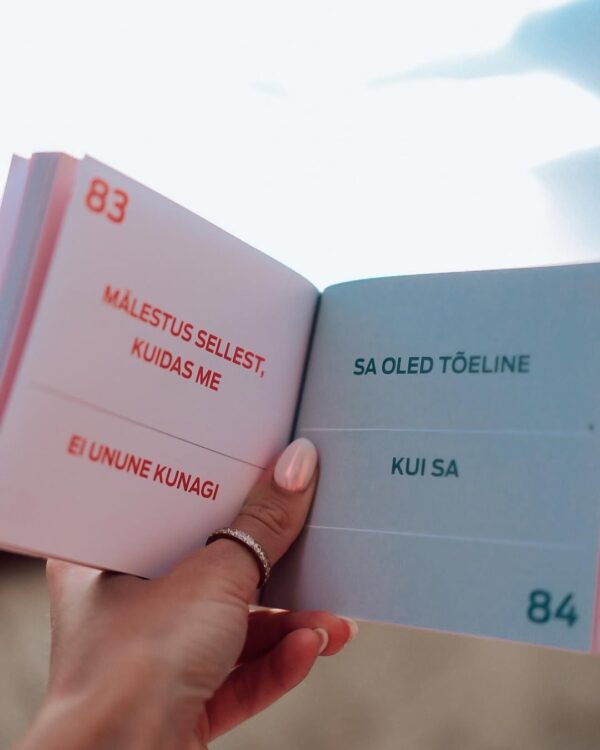 83
MÄLESTUS SELLEST,
KUIDAS ME
EI UNUNE KUNAGI
SA OLED TÕELINE
KUI SA
84